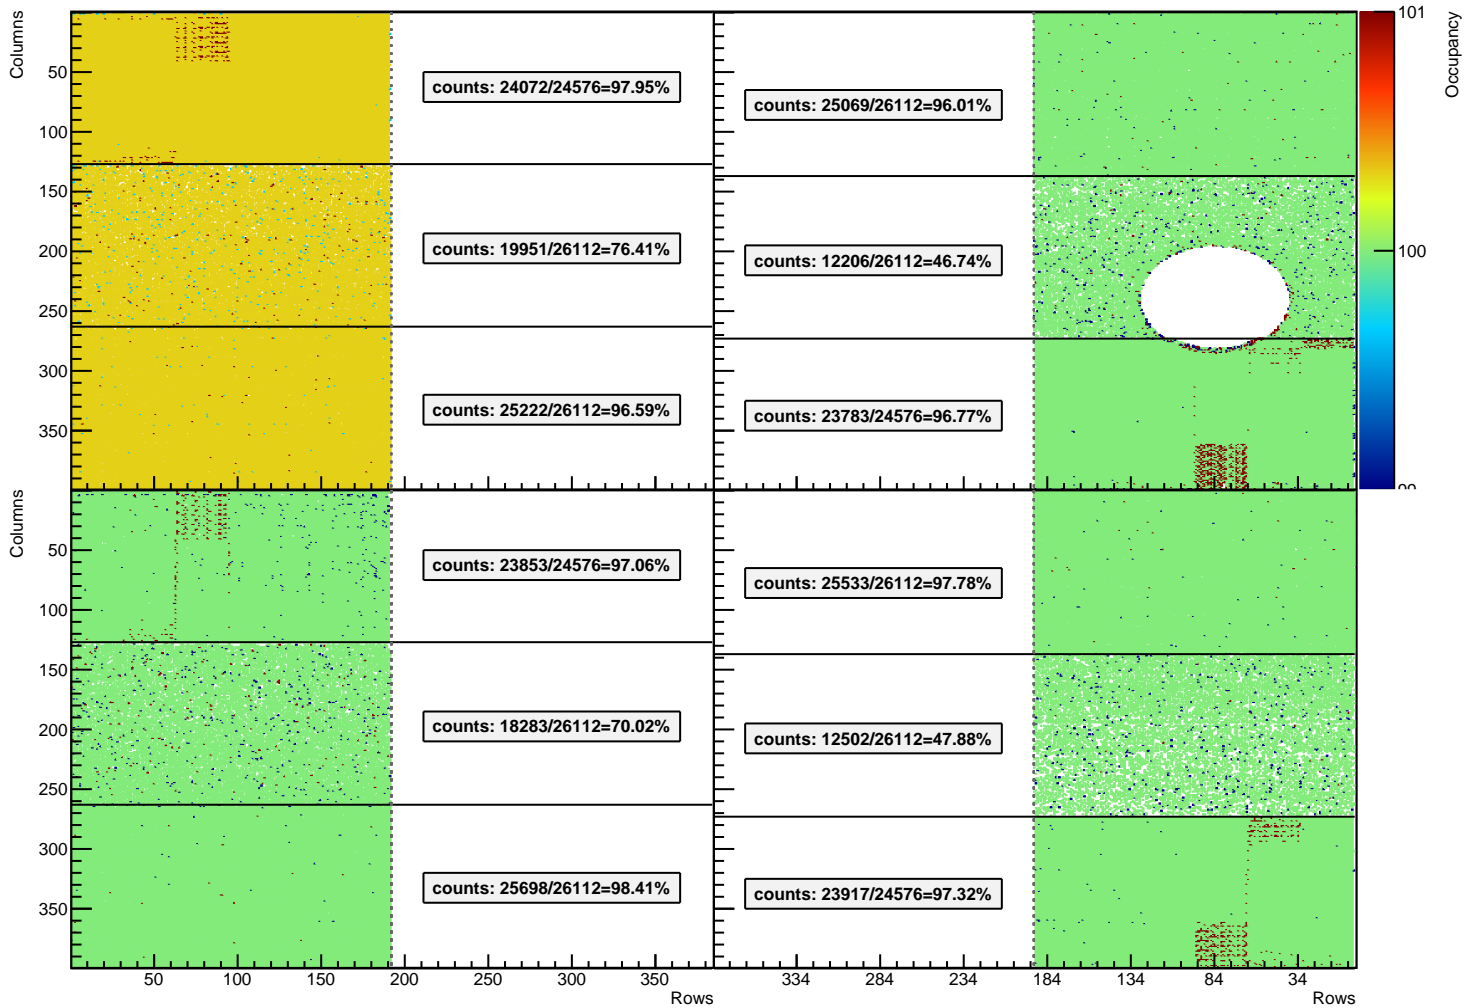 101
Occupancy
Columns
50
counts: 24072/24576=97.95%
counts: 25069/26112=96.01%
100
150
200
counts: 19951/26112=76.41%
counts: 12206/26112=46.74%
100
250
300
350
counts: 25222/26112=96.59%
counts: 23783/24576=96.77%
99
Columns
50
counts: 23853/24576=97.06%
counts: 25533/26112=97.78%
100
150
200
counts: 18283/26112=70.02%
counts: 12502/26112=47.88%
250
300
350
counts: 25698/26112=98.41%
counts: 23917/24576=97.32%
50 100 150 200 250 300 350 334 284 234 184 134 84 34
Rows Rows